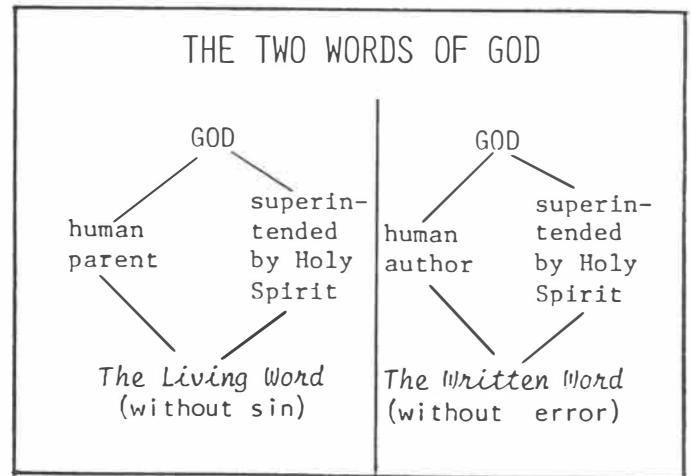 THE TWO WORDS OF GOD
GOD
human
parent
superin-
tended
by Holy
Spirit
The Living Word
(without sin)
GOD
human
author
superin-
tended
by Holy
Spirit
The Written Word
(without error)